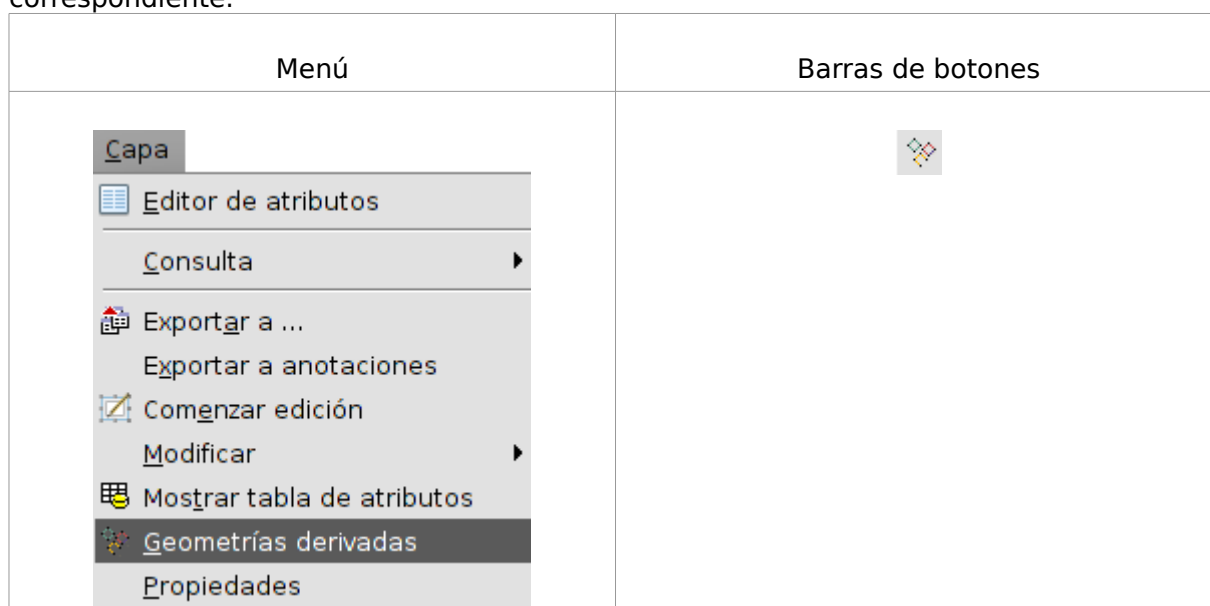 correspondiente.
Menú
Barras de botones
Capa
Editor de atributos
Consulta
Exportar a ...
Exportar a anotaciones
Comenzar edición
Modificar
Mostrar tabla de atributos
Geometrías derivadas
Propiedades